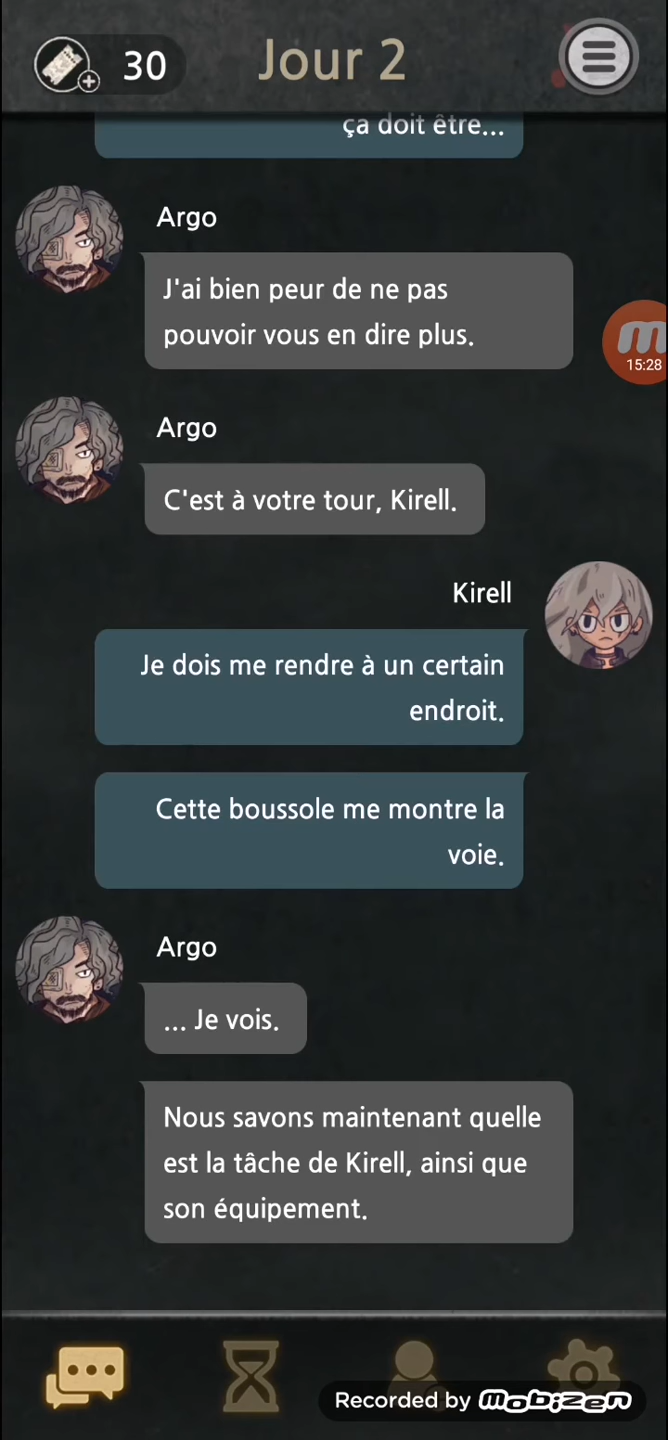 30
Jour 2
ça doit être...
Argo
J'ai bien peur de ne pas
pouvoir vous en dire plus.
15:28
Argo
C'est à votre tour, Kirell.
Kirell
Je dois me rendre à un certain
endroit.
Cette boussole me montre la
voie.
Argo
... Je vois.
Nous savons maintenant quelle
est la tâche de Kirell, ainsi que
son équipement.
Recorded by mobizen